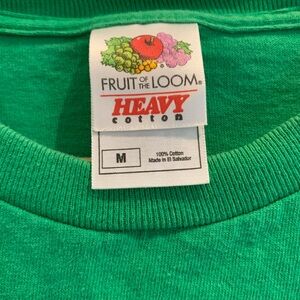 FRUIT OF THE LOOM®
HEAVY
cotton
M
100% Cotton
Made in El Salvador